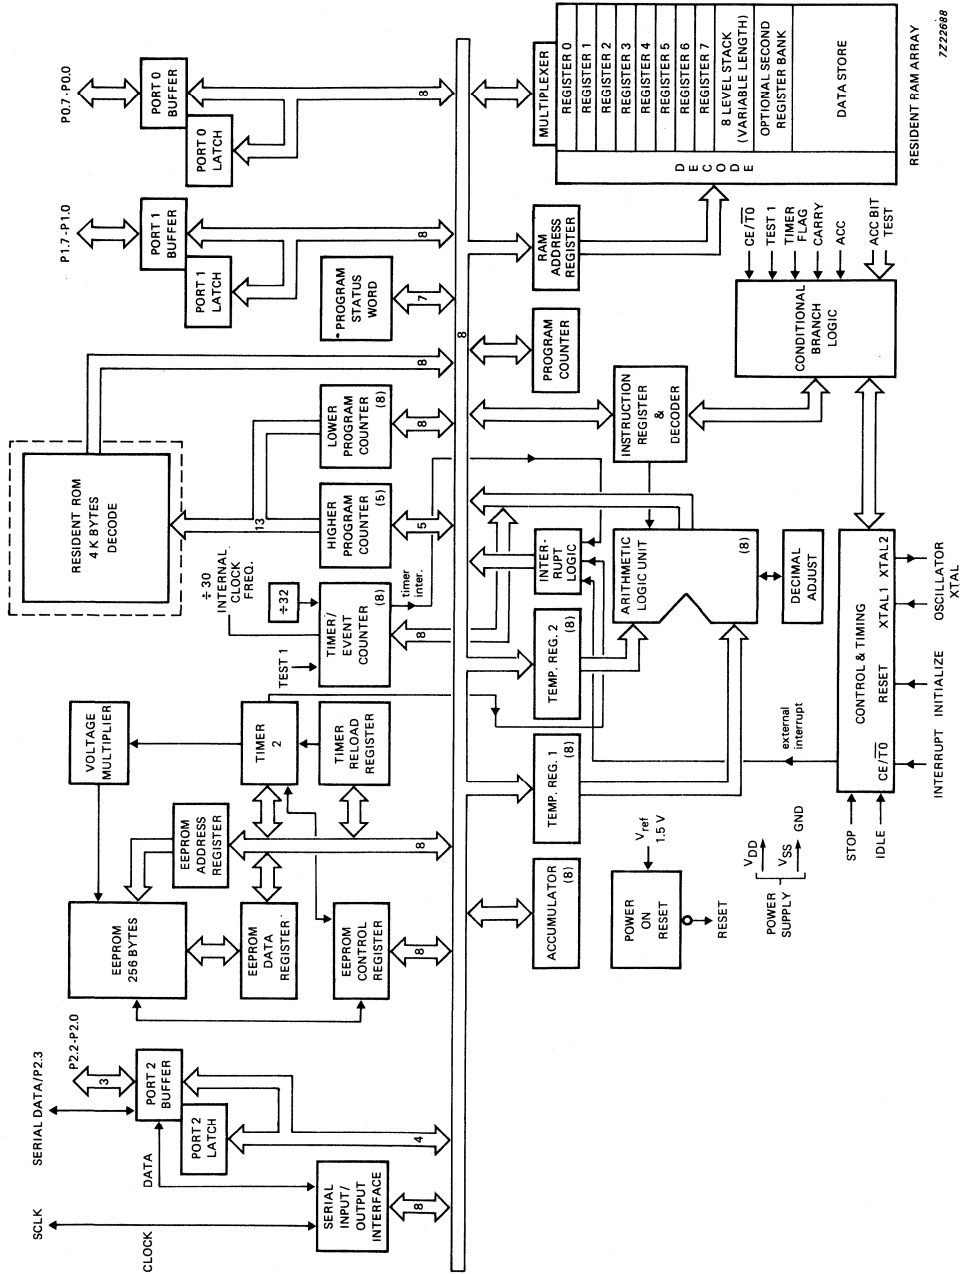 SCLK
SERIAL DATA/P2.3
P2.2-P2.0
3
CLOCK
DATA
PORT 2
BUFFER
PORT 2
LATCH
4
SERIAL
INPUT/
OUTPUT
INTERFACE
8
EEPROM
256 BYTES
EEPROM
DATA
REGISTER
EEPROM
CONTROL
REGISTER
8
EEPROM
ADDRESS
REGISTER
8
VOLTAGE
MULTIPLIER
TIMER
2
TIMER
RELOAD
REGISTER
TEST 1
÷30
INTERNAL
CLOCK
FREQ.
÷32
TIMER/
EVENT
COUNTER
(8)
8
timer
inter.
RESIDENT ROM
4 K BYTES
DECODE
13
HIGHER
PROGRAM
COUNTER
(5)
5
LOWER
PROGRAM
COUNTER
(8)
8
8
* PROGRAM
STATUS
WORD
7
P1.7-P1.0
PORT 1
BUFFER
PORT 1
LATCH
8
P0.7-P0.0
PORT 0
BUFFER
PORT 0
LATCH
8
8
ACCUMULATOR
(8)
TEMP. REG. 1
(8)
TEMP. REG. 2
(8)
INTER-
RUPT
LOGIC
ARITHMETIC
LOGIC UNIT
(8)
DECIMAL
ADJUST
INSTRUCTION
REGISTER
&
DECODER
PROGRAM
COUNTER
RAM
ADDRESS
REGISTER
MULTIPLEXER
DECODE
REGISTER 0
REGISTER 1
REGISTER 2
REGISTER 3
REGISTER 4
REGISTER 5
REGISTER 6
REGISTER 7
8 LEVEL STACK
(VARIABLE LENGTH)
OPTIONAL SECOND
REGISTER BANK
DATA STORE
RESIDENT RAM ARRAY
CONDITIONAL
BRANCH
LOGIC
CE/T0
TEST 1
TIMER
FLAG
CARRY
ACC
ACC BIT
TEST
POWER
ON
RESET
Vref
1.5 V
RESET
POWER
SUPPLY
VDD
VSS
GND
external
interrupt
STOP
IDLE
CONTROL & TIMING
CE/T0
RESET
XTAL1
XTAL2
INTERRUPT
INITIALIZE
OSCILLATOR
XTAL
7Z22688